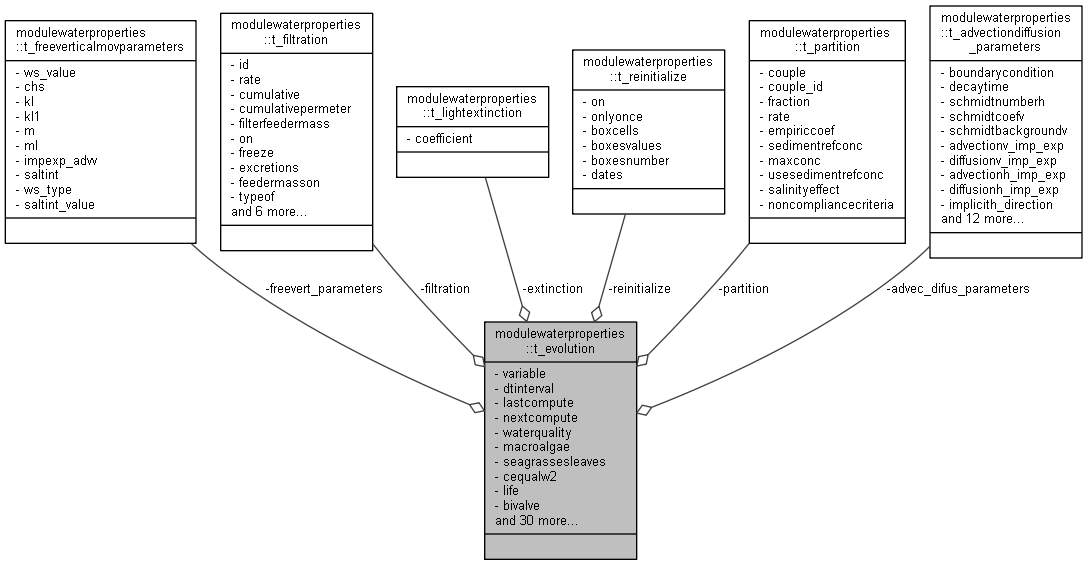 modulewaterproperties
::t_freeverticalmovparameters
- ws_value
- chs
- kl
- kl1
- m
- ml
- impexp_advv
- saltint
- ws_type
- saltint_value
modulewaterproperties
::t_filtration
- id
- rate
- cumulative
- cumulativepermeter
- filterfeedermass
- on
- freeze
- excretions
- feedermasson
- typeof
and 6 more...
modulewaterproperties
::t_lightextinction
- coefficient
modulewaterproperties
::t_reinitialize
- on
- onlyonce
- boxcells
- boxesvalues
- boxesnumber
- dates
modulewaterproperties
::t_partition
- couple
- couple_id
- fraction
- rate
- empiriccoef
- sedimentrefconc
- maxconc
- usesedimentrefconc
- salinityeffect
- noncompliancecriteria
modulewaterproperties
::t_advectiondiffusion
_parameters
- boundarycondition
- decaytime
- schmidtnumberh
- schmidtcoefv
- schmidtbackgroundv
- advectionv_imp_exp
- diffusionv_imp_exp
- advectionh_imp_exp
- diffusionh_imp_exp
- implicith_direction
and 12 more...
-freevert_parameters
-filtration
-extinction
-reinitialize
-partition
-advec_difus_parameters
modulewaterproperties
::t_evolution
- variable
- dtinterval
- lastcompute
- nextcompute
- waterquality
- macroalgae
- seagrassesleaves
- cequalw2
- life
- bivalve
and 30 more...